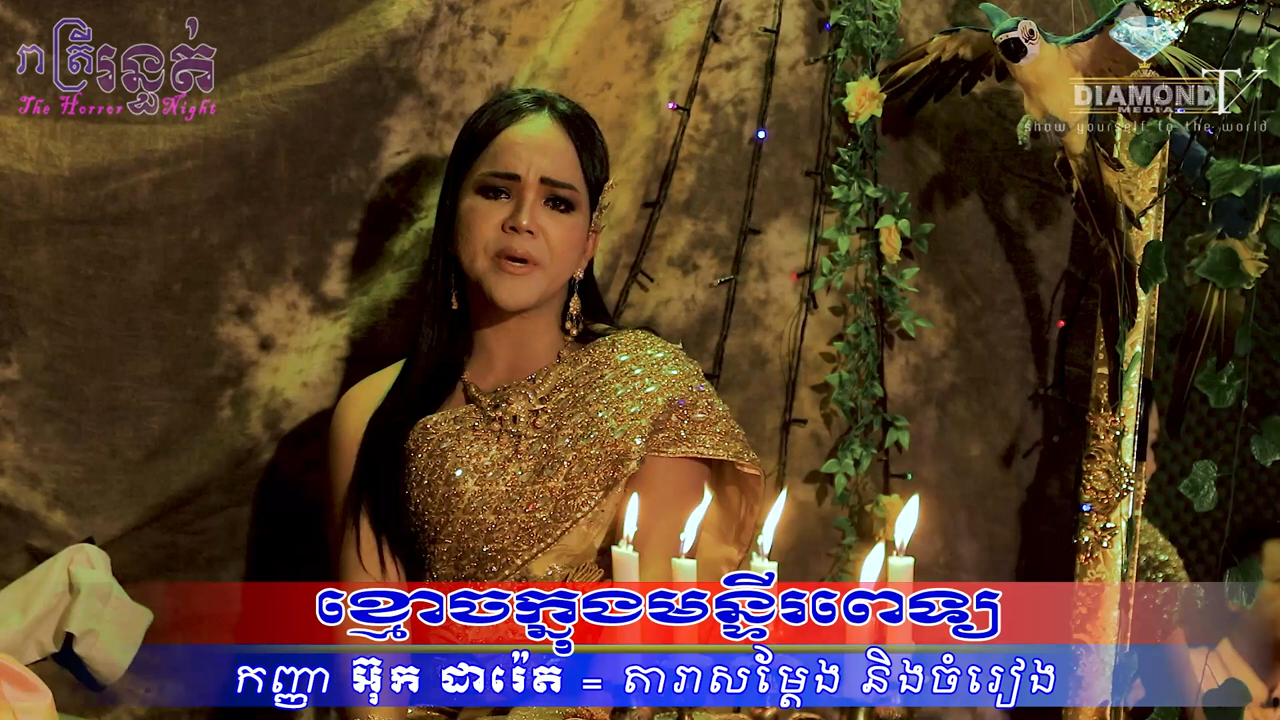 រាត្រីរន្ធត់
The Horror Night
DIAMOND TV
MEDIA
show yourself to the world
ខ្មោចក្នុងមន្ទីរពេទ្យ
កញ្ញា អ៊ុក ដារ៉េត = តារាសម្តែង និងចំរៀង